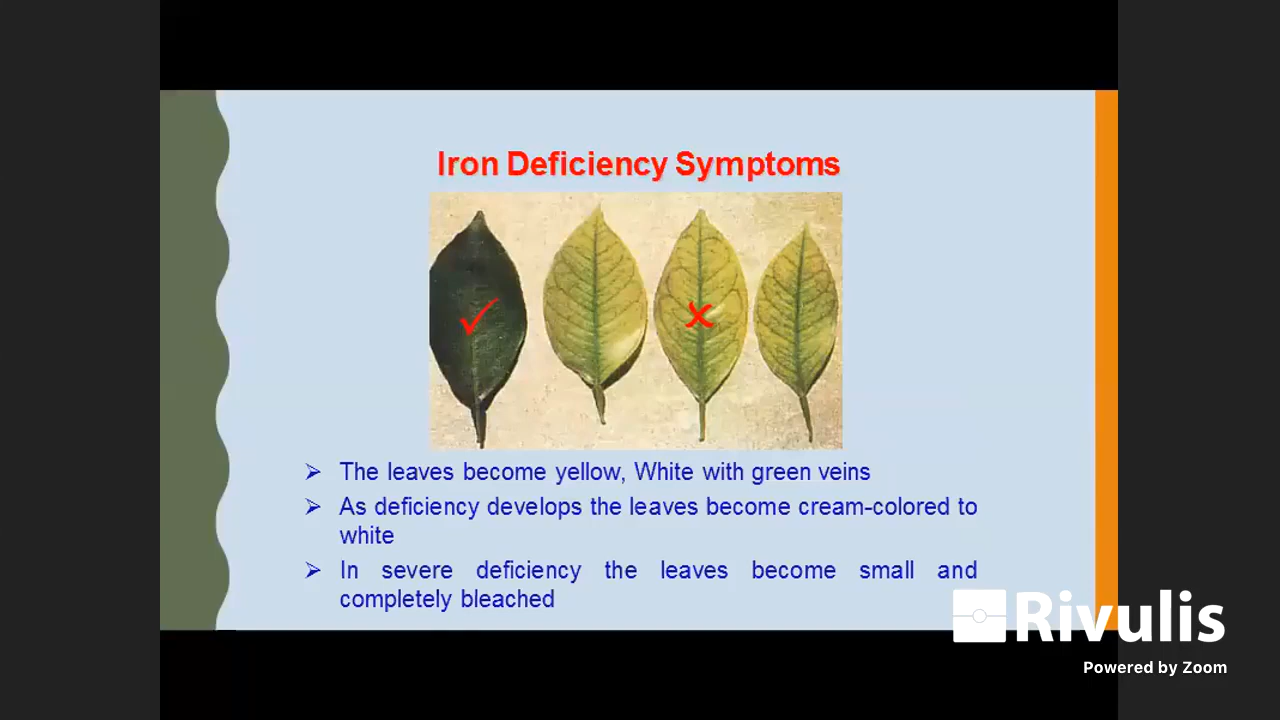 Iron Deficiency Symptoms
➢ The leaves become yellow, White with green veins
➢ As deficiency develops the leaves become cream-colored to
white
➢ In severe deficiency the leaves become small and
completely bleached
Rivulis
Powered by Zoom